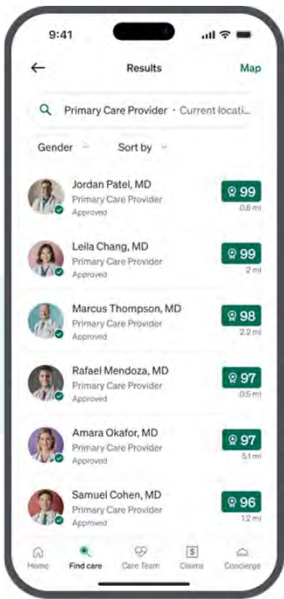 9:41
Results
Map
Primary Care Provider · Current locati...
Gender
Sort by
Jordan Patel, MD
Primary Care Provider
Approved
99
0.6 mi
Leila Chang, MD
Primary Care Provider
Approved
99
2 mi
Marcus Thompson, MD
Primary Care Provider
Approved
98
2.2 mi
Rafael Mendoza, MD
Primary Care Provider
Approved
97
0.5 mi
Amara Okafor, MD
Primary Care Provider
Approved
97
5.1 mi
Samuel Cohen, MD
Primary Care Provider
Approved
96
1.2 mi
Home
Find care
Care Team
Claims
Concierge